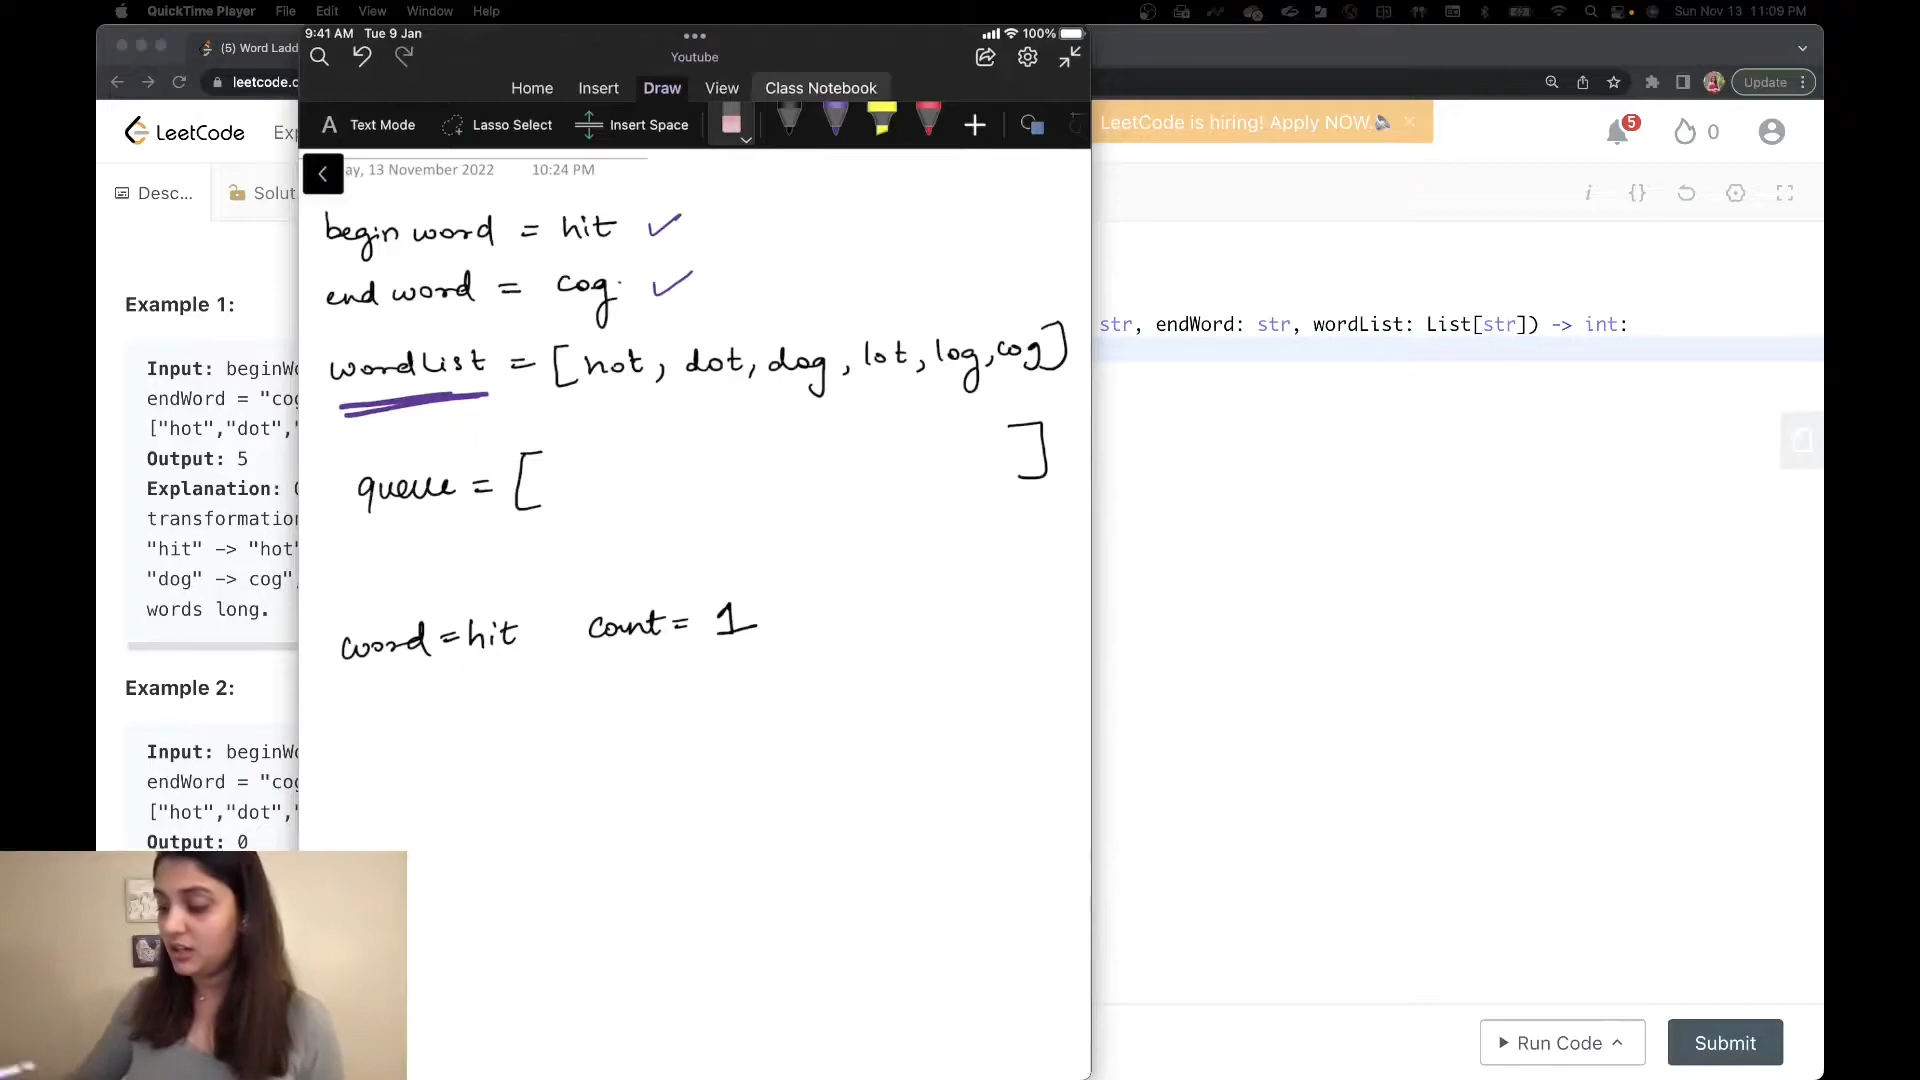 QuickTime Player File Edit View Window Help Sun Nov 13 11:09 PM
9:41 AM Tue 9 Jan 100%
(5) Word Ladd
Youtube
leetcode.c Update
Home Insert Draw View Class Notebook
LeetCode Exp
A Text Mode Lasso Select Insert Space
LeetCode is hiring! Apply NOW. 5 0
ay, 13 November 2022 10:24 PM
Desc... Solut
begin word = hit
end word = cog
wordList = [hot, dot, dog, lot, log, cog]
queue = [ ]
word = hit count = 1
Example 1:
Input: beginWo
endWord = "co
["hot","dot",
Output: 5
Explanation:
transformation
"hit" -> "hot"
"dog" -> cog"
words long.
Example 2:
Input: beginWo
endWord = "cog
["hot","dot",
Output: 0
str, endWord: str, wordList: List[str]) -> int:
Run Code Submit